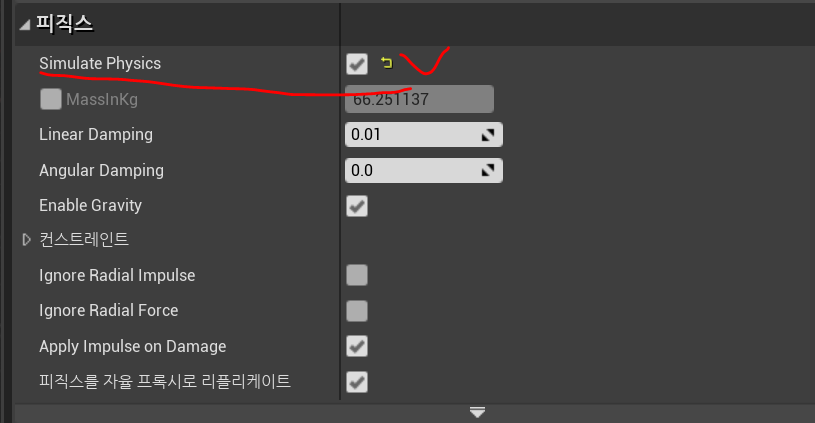 피직스
Simulate Physics
MassInKg 66.251137
Linear Damping 0.01
Angular Damping 0.0
Enable Gravity
컨스트레인트
Ignore Radial Impulse
Ignore Radial Force
Apply Impulse on Damage
피직스를 자율 프록시로 리플리케이트